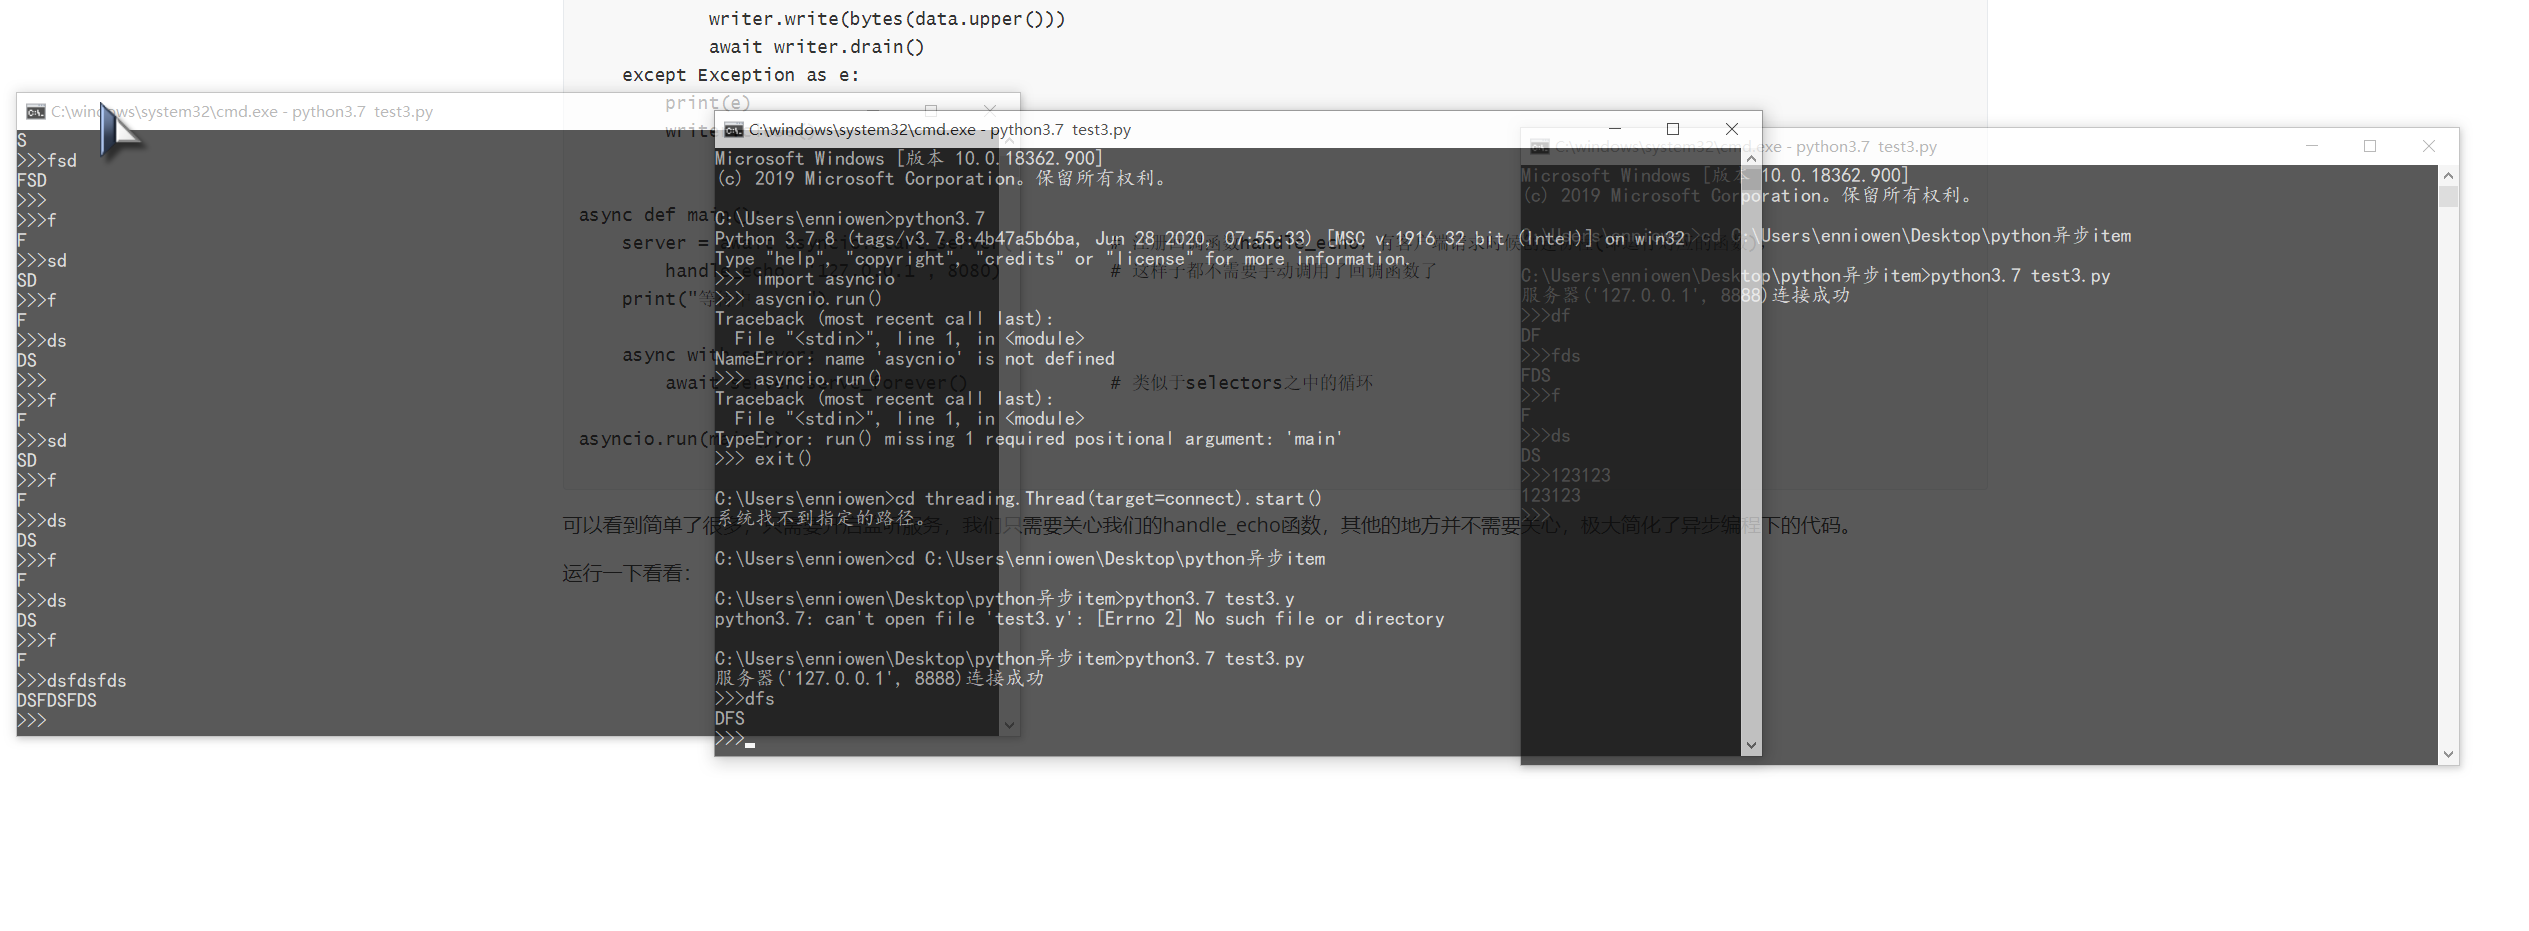 writer.write(bytes(data.upper()))
await writer.drain()
except Exception as e:
print(e)
C:\windows\system32\cmd.exe - python3.7 test3.py
S
>>>fsd
FSD
>>>
>>>f
F
>>>sd
SD
>>>f
F
>>>ds
DS
>>>
>>>f
F
>>>sd
SD
>>>f
F
>>>ds
DS
>>>f
F
>>>ds
DS
>>>f
F
>>>dsfdsfds
DSFDSFDS
>>>
C:\windows\system32\cmd.exe - python3.7 test3.py
Microsoft Windows [版本 10.0.18362.900]
(c) 2019 Microsoft Corporation。保留所有权利。
C:\Users\enniowen>python3.7
Python 3.7.8 (tags/v3.7.8:4b47a5b6ba, Jun 28 2020, 07:55:33) [MSC v.1916 32 bit (Intel)] on win32
Type "help", "copyright", "credits" or "license" for more information.
>>> import asyncio
>>> asycnio.run()
Traceback (most recent call last):
File "<stdin>", line 1, in <module>
NameError: name 'asycnio' is not defined
>>> asyncio.run()
Traceback (most recent call last):
File "<stdin>", line 1, in <module>
TypeError: run() missing 1 required positional argument: 'main'
>>> exit()
C:\Users\enniowen>cd threading.Thread(target=connect).start()
系统找不到指定的路径。
C:\Users\enniowen>cd C:\Users\enniowen\Desktop\python异步item
C:\Users\enniowen\Desktop\python异步item>python3.7 test3.y
python3.7: can't open file 'test3.y': [Errno 2] No such file or directory
C:\Users\enniowen\Desktop\python异步item>python3.7 test3.py
服务器('127.0.0.1', 8888)连接成功
>>>dfs
DFS
>>>
C:\windows\system32\cmd.exe - python3.7 test3.py
Microsoft Windows [版本 10.0.18362.900]
(c) 2019 Microsoft Corporation。保留所有权利。
C:\Users\enniowen>cd C:\Users\enniowen\Desktop\python异步item
C:\Users\enniowen\Desktop\python异步item>python3.7 test3.py
服务器('127.0.0.1', 8888)连接成功
>>>df
DF
>>>fds
FDS
>>>f
F
>>>ds
DS
>>>123123
123123
>>>
async def
server =
# 这样子都不需要手动调用了回调函数了
# 类似于selectors之中的循环
可以看到简单了很多，只需要开启监听服务，我们只需要关心我们的handle_echo函数，其他的地方并不需要关心，极大简化了异步编程下的代码。
运行一下看看：